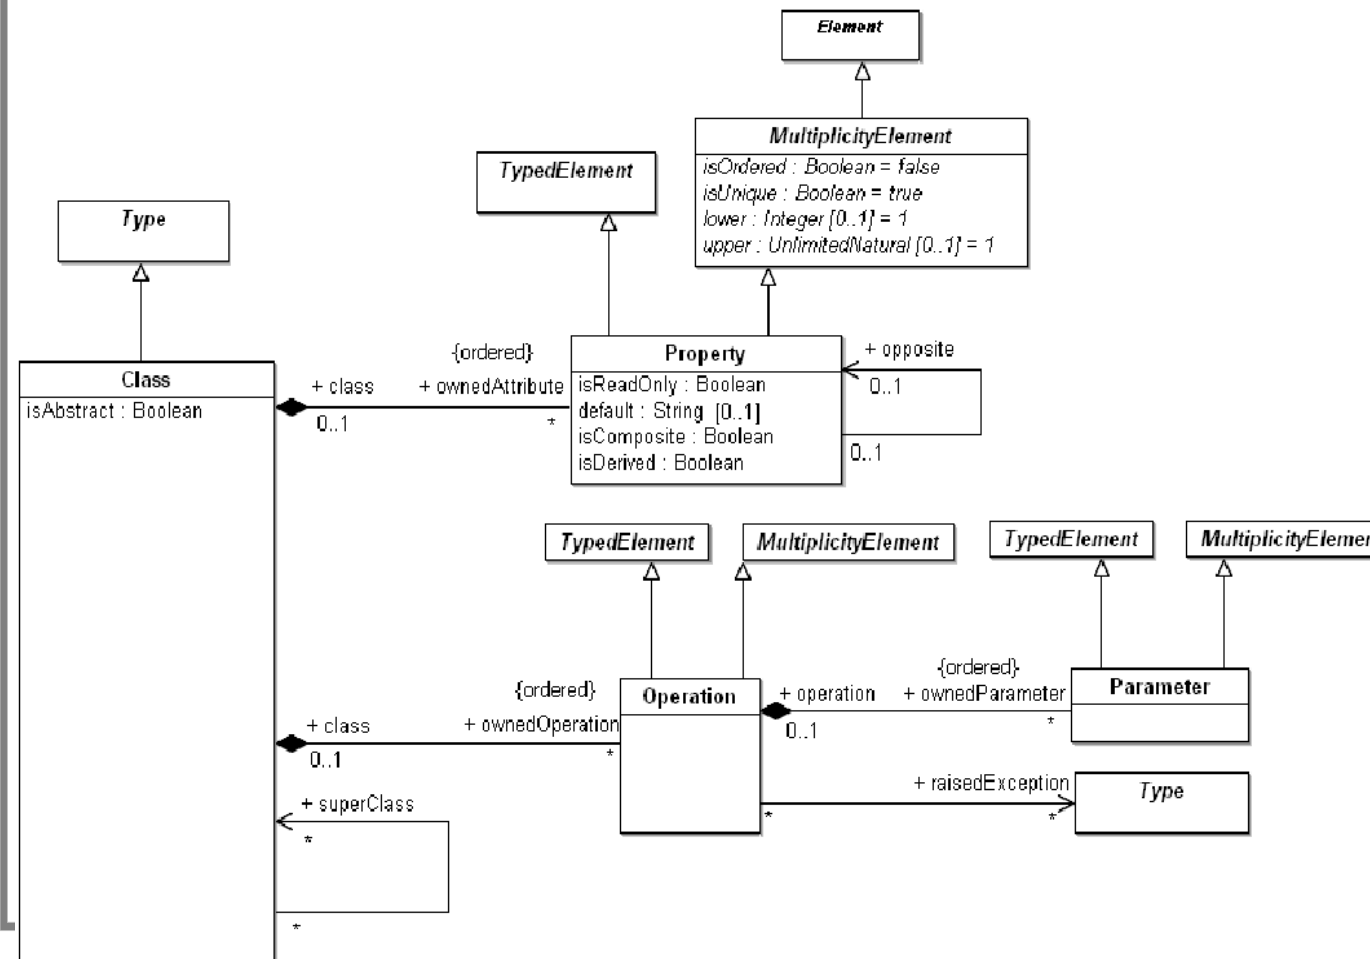 Element
MultiplicityElement
isOrdered : Boolean = false
isUnique : Boolean = true
lower : Integer [0..1] = 1
upper : UnlimitedNatural [0..1] = 1
TypedElement
Type
Class
isAbstract : Boolean
{ordered}
+ class
+ ownedAttribute
0..1
*
Property
isReadOnly : Boolean
default : String [0..1]
isComposite : Boolean
isDerived : Boolean
+ opposite
0..1
0..1
TypedElement
MultiplicityElement
TypedElement
MultiplicityElemen
{ordered}
+ class
+ ownedOperation
0..1
*
Operation
{ordered}
+ operation
+ ownedParameter
0..1
*
Parameter
+ raisedException
*
*
Type
+ superClass
*
*